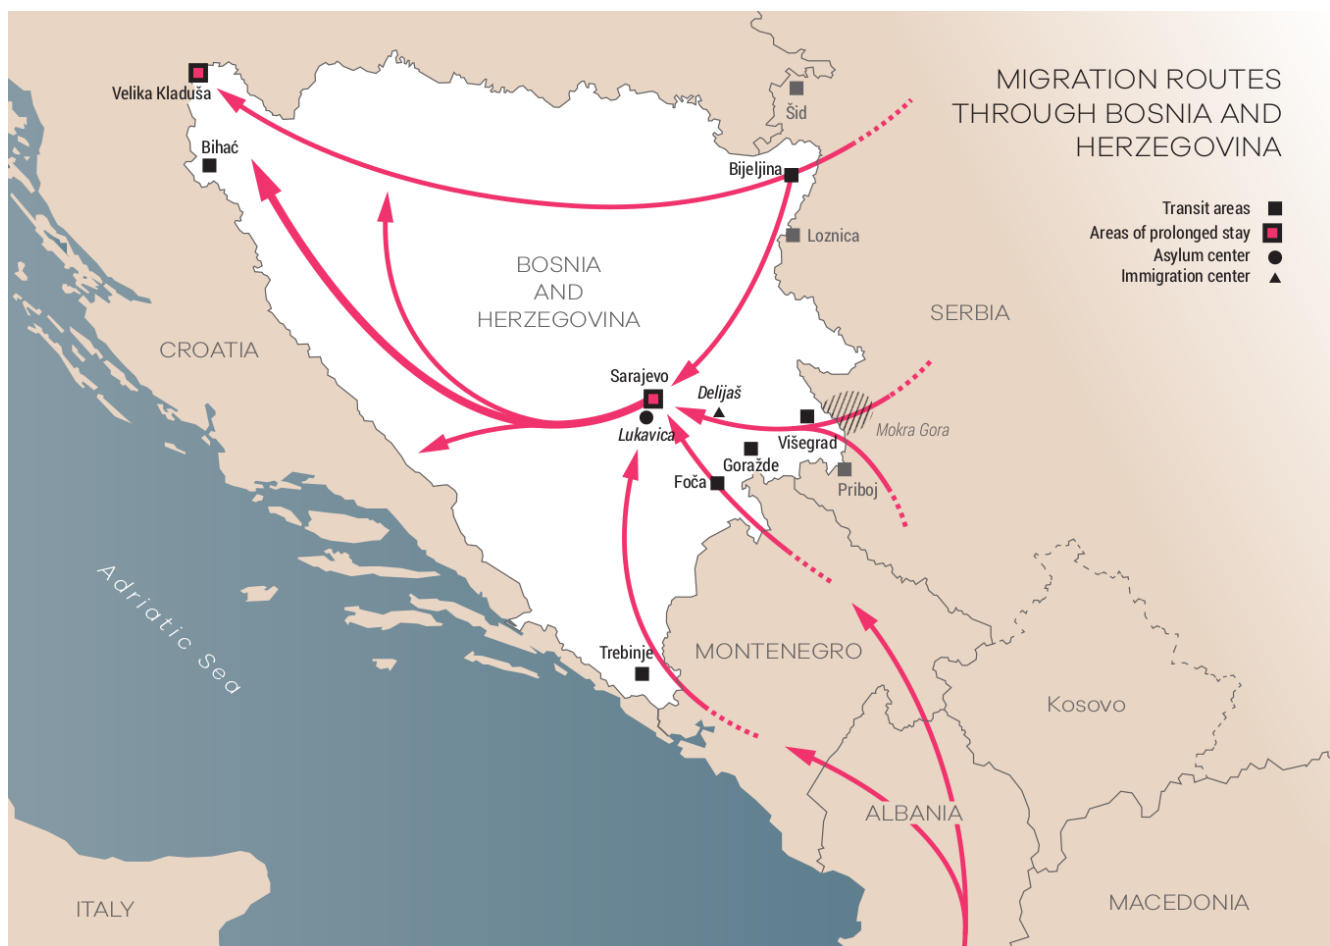 MIGRATION ROUTES
THROUGH BOSNIA AND
HERZEGOVINA
Transit areas
Areas of prolonged stay
Asylum center
Immigration center
Velika Kladuša
Bihać
Šid
Bijeljina
Loznica
BOSNIA
AND
HERZEGOVINA
SERBIA
CROATIA
Sarajevo
Delijaš
Lukavica
Mokra Gora
Višegrad
Goražde
Foča
Priboj
Adriatic Sea
Trebinje
MONTENEGRO
Kosovo
ALBANIA
ITALY
MACEDONIA